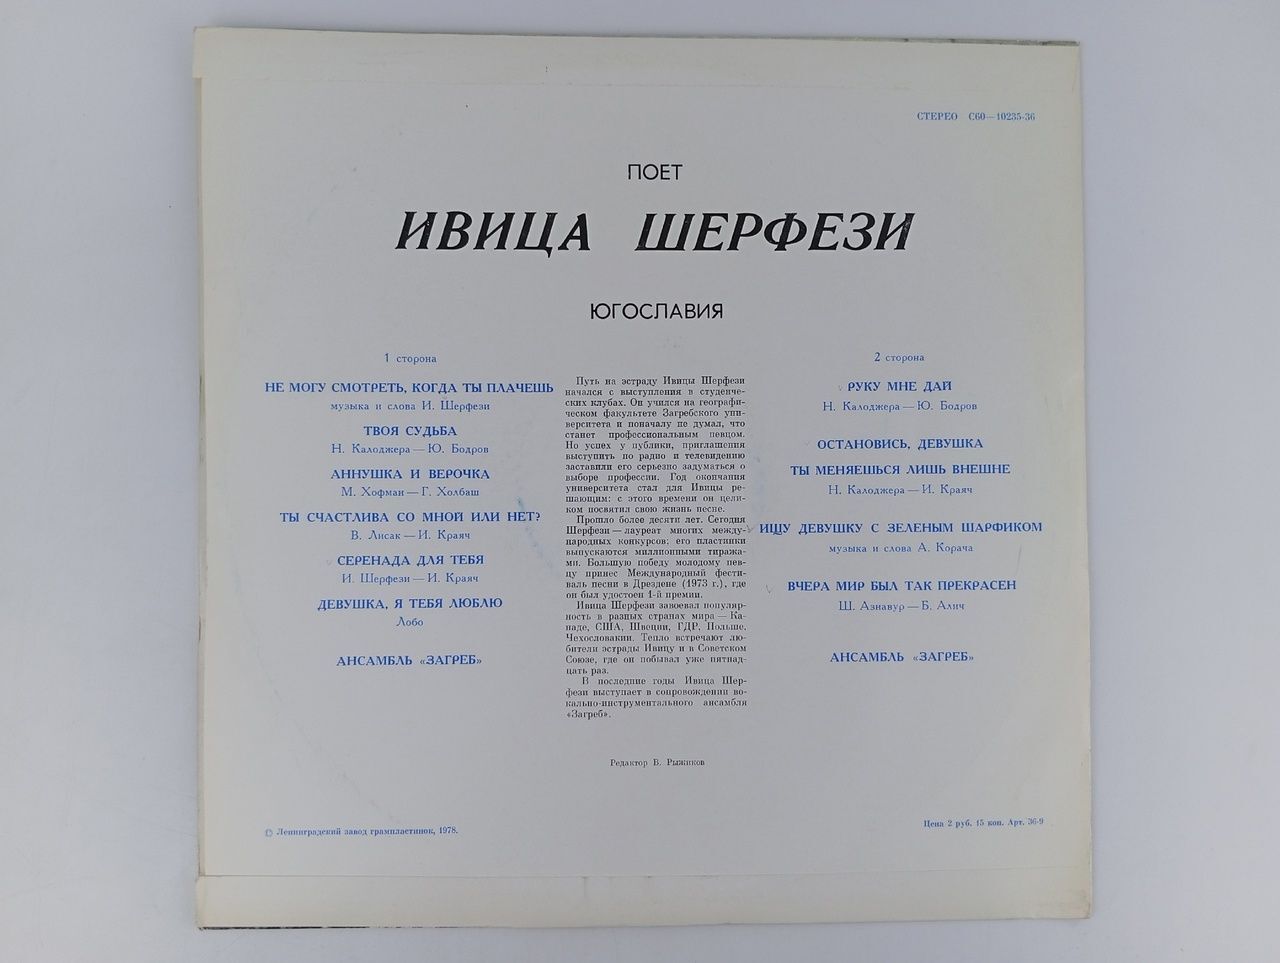 СТЕРЕО С60—10235-36
ПОЕТ
ИВИЦА ШЕРФЕЗИ
ЮГОСЛАВИЯ
1 сторона
НЕ МОГУ СМОТРЕТЬ, КОГДА ТЫ ПЛАЧЕШЬ
музыка и слова И. Шерфези
ТВОЯ СУДЬБА
Н. Калоджера — Ю. Бодров
АННУШКА И ВЕРОЧКА
М. Хофман — Г. Холбаш
ТЫ СЧАСТЛИВА СО МНОЙ ИЛИ НЕТ?
В. Лисак — И. Краяч
СЕРЕНАДА ДЛЯ ТЕБЯ
И. Шерфези — И. Краяч
ДЕВУШКА, Я ТЕБЯ ЛЮБЛЮ
Лобо
АНСАМБЛЬ «ЗАГРЕБ»
Путь на эстраду Ивицы Шерфези
начался с выступления в студенчес-
ких клубах. Он учился на географи-
ческом факультете Загребского уни-
верситета и поначалу не думал, что
станет профессиональным певцом.
Но успех у публики, приглашения
выступить по радио и телевидению
заставили его серьезно задуматься о
выборе профессии. Год окончания
университета стал для Ивицы ре-
шающим: с этого времени он цели-
ком посвятил свою жизнь песне.
Прошло более десяти лет. Сегодня
Шерфези — лауреат многих между-
народных конкурсов; его пластинки
выпускаются миллионными тиража-
ми. Большую победу молодому пев-
цу принес Международный фести-
валь песни в Дрездене (1973 г.), где
он был удостоен 1-й премии.
Ивица Шерфези завоевал популяр-
ность в разных странах мира — Ка-
наде, США, Швеции, ГДР, Польше,
Чехословакии. Тепло встречают лю-
бители эстрады Ивицу и в Советском
Союзе, где он побывал уже пятнад-
цать раз.
В последние годы Ивица Шер-
фези выступает в сопровождении во-
кально-инструментального ансамбля
«Загреб».
2 сторона
РУКУ МНЕ ДАЙ
Н. Калоджера — Ю. Бодров
ОСТАНОВИСЬ, ДЕВУШКА
ТЫ МЕНЯЕШЬСЯ ЛИШЬ ВНЕШНЕ
Н. Калоджера — И. Краяч
ИЩУ ДЕВУШКУ С ЗЕЛЕНЫМ ШАРФИКОМ
музыка и слова А. Корача
ВЧЕРА МИР БЫЛ ТАК ПРЕКРАСЕН
Ш. Азнавур — Б. Алич
АНСАМБЛЬ «ЗАГРЕБ»
Редактор В. Рыжиков
© Ленинградский завод грампластинок, 1978.
Цена 2 руб. 15 коп. Арт. 36-9